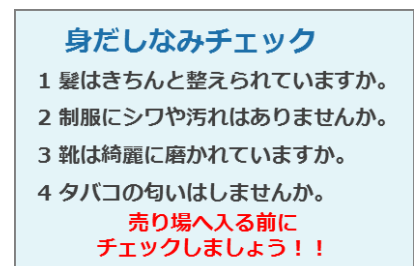 身だしなみチェック
1 髪はきちんと整えられていますか。
2 制服にシワや汚れはありませんか。
3 靴は綺麗に磨かれていますか。
4 タバコの匂いはしませんか。
売り場へ入る前に
チェックしましょう！！